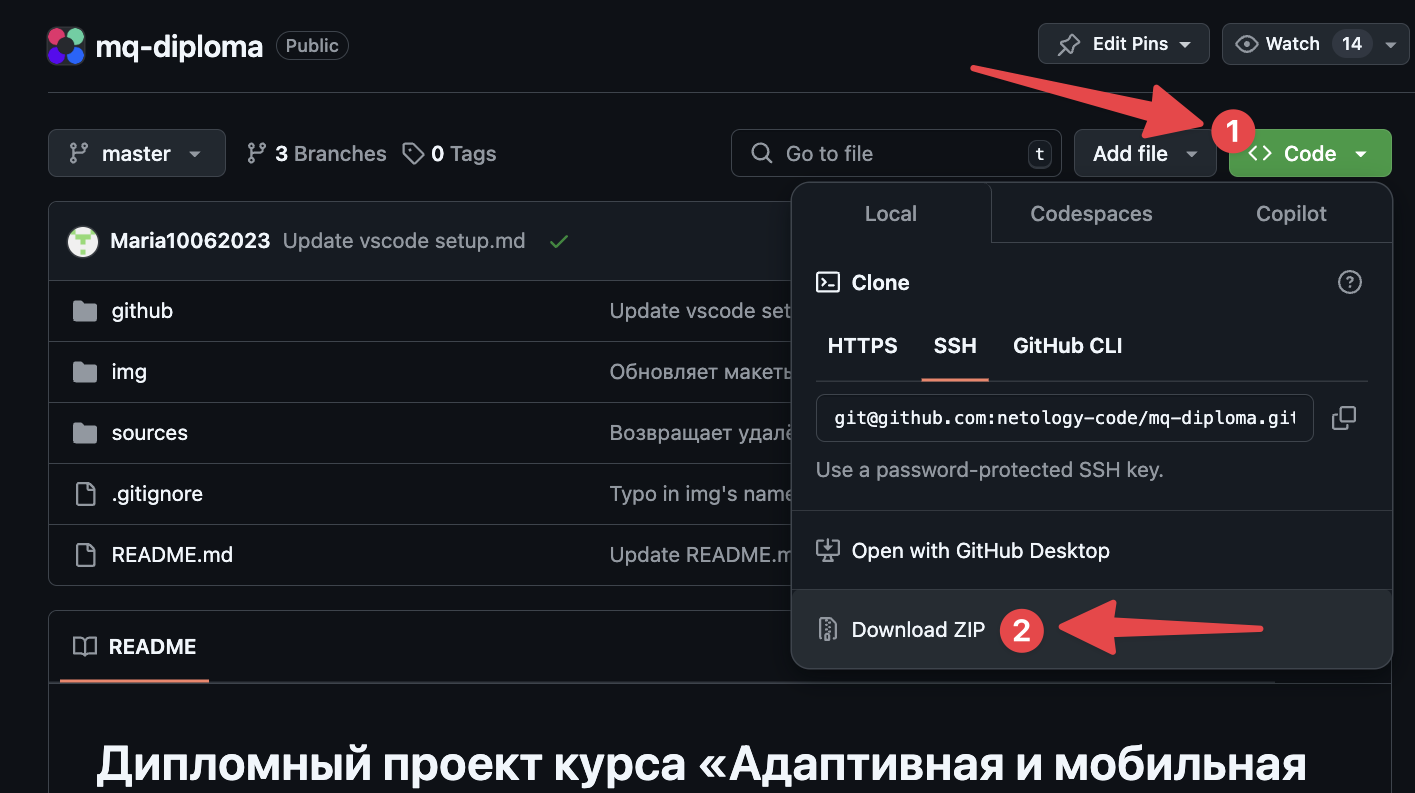 mq-diploma Public Edit Pins Watch 14
master 3 Branches 0 Tags Go to file t Add file 1 <> Code
Local Codespaces Copilot
Maria10062023 Update vscode setup.md
Clone ?
github Update vscode set
HTTPS SSH GitHub CLI
img Обновляет макеты
git@github.com:netology-code/mq-diploma.git
sources Возвращает удалё
Use a password-protected SSH key.
.gitignore Typo in img's name
Open with GitHub Desktop
README.md Update README.m
Download ZIP 2
README
Дипломный проект курса «Адаптивная и мобильная